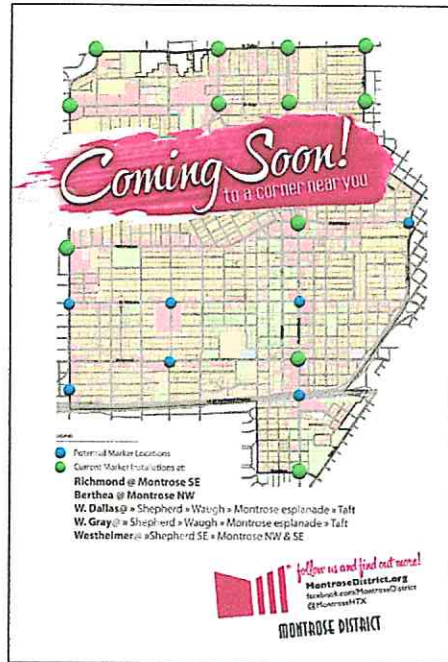 Coming Soon!
to a corner near you
Potential Marker Locations
Current Market Installations at:
Richmond @ Montrose SE
Berthea @ Montrose NW
W. Dallas@ » Shepherd » Waugh » Montrose esplanade » Taft
W. Gray@ » Shepherd » Waugh » Montrose esplanade » Taft
Westheimer@ »Shepherd SE » Montrose NW & SE
follow us and find out more!
MontroseDistrict.org
facebook.com/MontroseDistrict
@MontroseHTX
MONTROSE DISTRICT